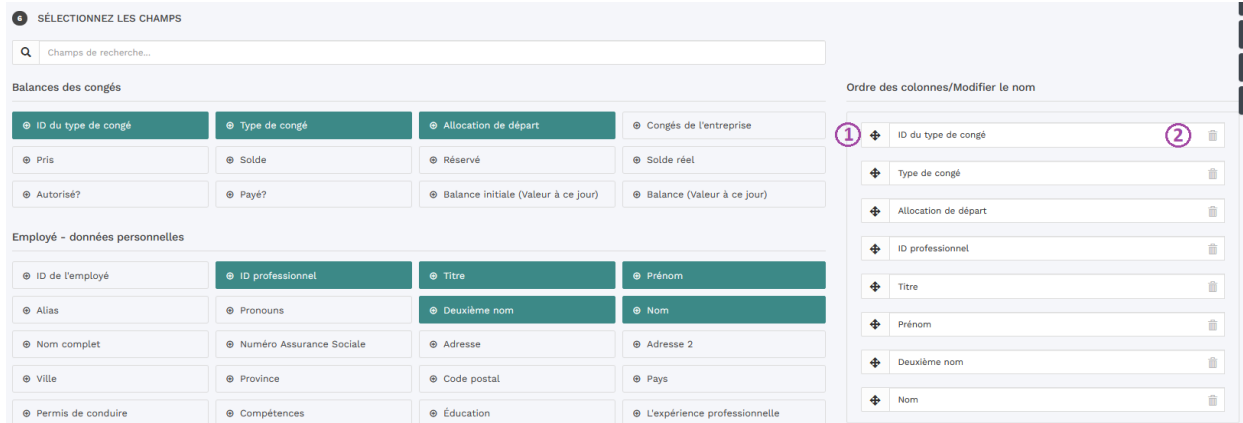 6 SÉLECTIONNEZ LES CHAMPS
Champs de recherche...
Balances des congés
ID du type de congé
Type de congé
Allocation de départ
Congés de l'entreprise
Pris
Solde
Réservé
Solde réel
Autorisé?
Payé?
Balance initiale (Valeur à ce jour)
Balance (Valeur à ce jour)
Employé - données personnelles
ID de l'employé
ID professionnel
Titre
Prénom
Alias
Pronouns
Deuxième nom
Nom
Nom complet
Numéro Assurance Sociale
Adresse
Adresse 2
Ville
Province
Code postal
Pays
Permis de conduire
Compétences
Éducation
L'expérience professionnelle
Ordre des colonnes/Modifier le nom
1 ID du type de congé 2
Type de congé
Allocation de départ
ID professionnel
Titre
Prénom
Deuxième nom
Nom